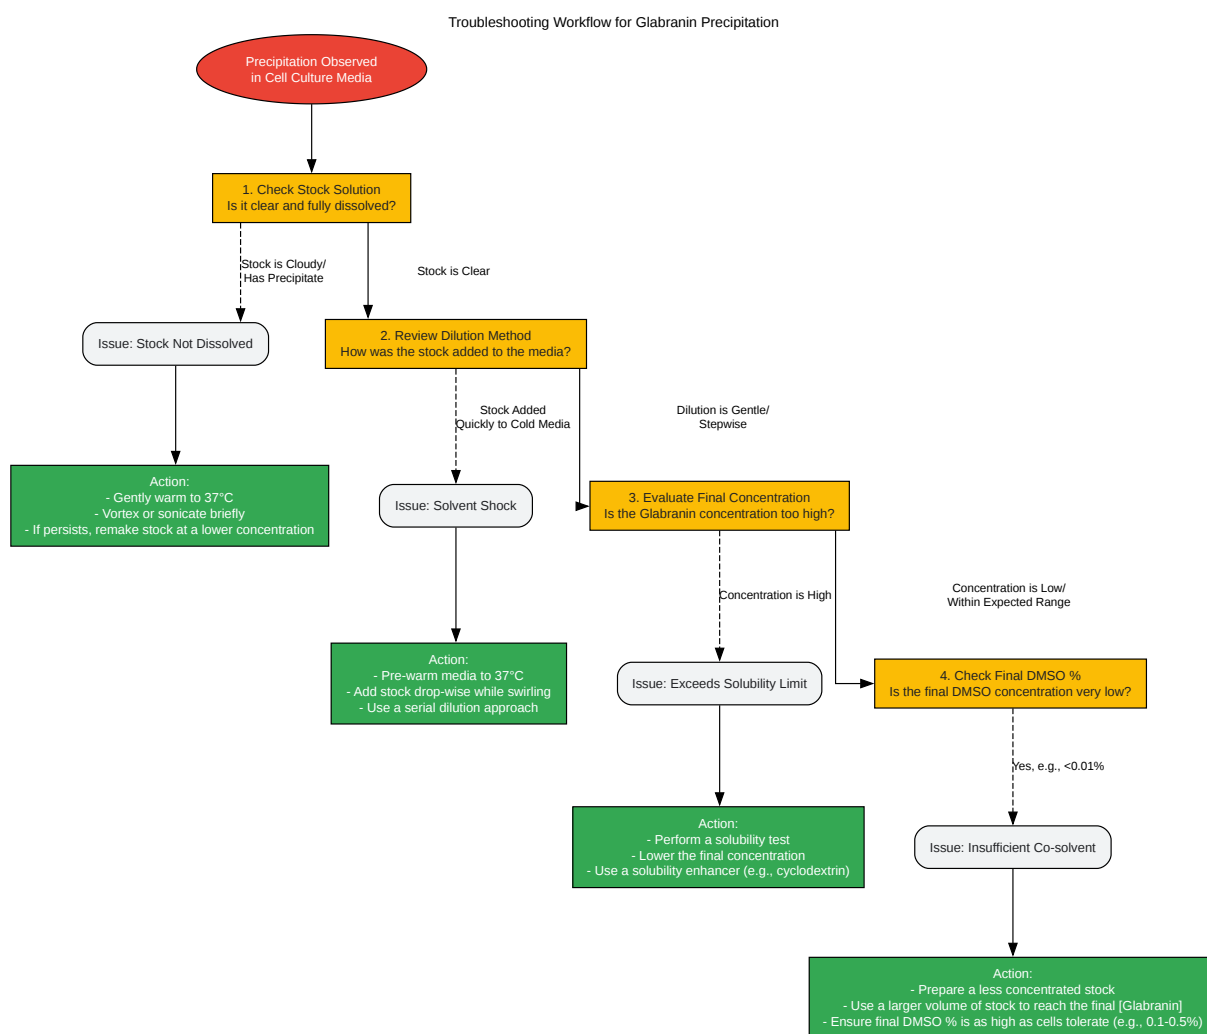 Troubleshooting Workflow for Glabranin Precipitation
Precipitation Observed
in Cell Culture Media
1. Check Stock Solution
Is it clear and fully dissolved?
Stock is Cloudy/
Has Precipitate
Stock is Clear
Issue: Stock Not Dissolved
2. Review Dilution Method
How was the stock added to the media?
Stock Added
Quickly to Cold Media
Dilution is Gentle/
Stepwise
Action:
- Gently warm to 37°C
- Vortex or sonicate briefly
- If persists, remake stock at a lower concentration
Issue: Solvent Shock
3. Evaluate Final Concentration
Is the Glabranin concentration too high?
Concentration is High
Concentration is Low/
Within Expected Range
Action:
- Pre-warm media to 37°C
- Add stock drop-wise while swirling
- Use a serial dilution approach
Issue: Exceeds Solubility Limit
4. Check Final DMSO %
Is the final DMSO concentration very low?
Yes, e.g., <0.01%
Action:
- Perform a solubility test
- Lower the final concentration
- Use a solubility enhancer (e.g., cyclodextrin)
Issue: Insufficient Co-solvent
Action:
- Prepare a less concentrated stock
- Use a larger volume of stock to reach the final [Glabranin]
- Ensure final DMSO % is as high as cells tolerate (e.g., 0.1-0.5%)